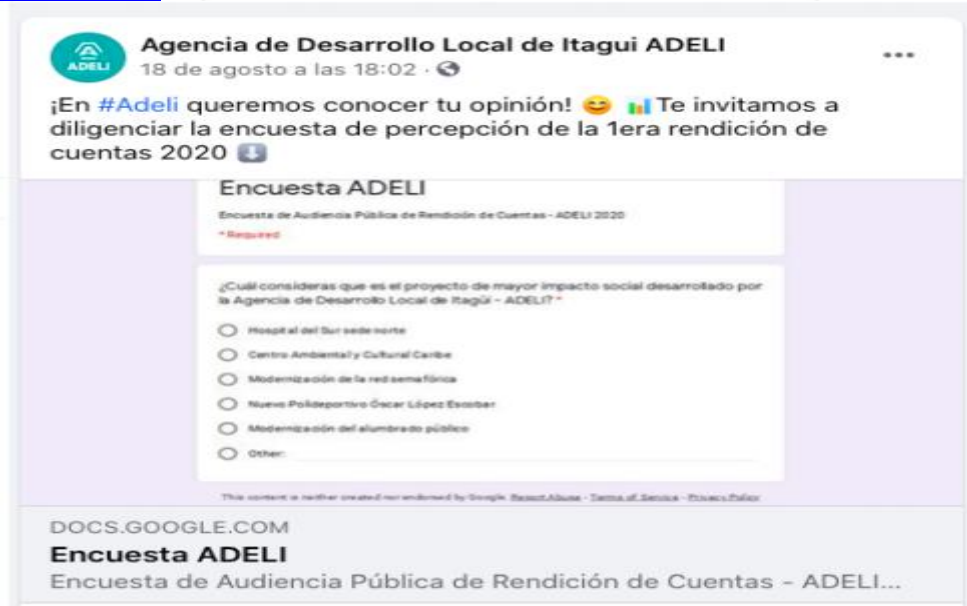 Agencia de Desarrollo Local de Itagui ADELI
ADELI
18 de agosto a las 18:02 ·
¡En #Adeli queremos conocer tu opinión! 😊 📊 Te invitamos a
diligenciar la encuesta de percepción de la 1era rendición de
cuentas 2020 ⬇️
Encuesta ADELI
Encuesta de Audiencia Pública de Rendición de Cuentas - ADELI 2020
* Required
¿Cuál consideras que es el proyecto de mayor impacto social desarrollado por
la Agencia de Desarrollo Local de Itagüí - ADELI? *
Hospital del Sur sede norte
Centro Ambiental y Cultural Caribe
Modernización de la red semafórica
Nuevo Polideportivo Óscar López Escobar
Modernización del alumbrado público
Other:
This content is neither created nor endorsed by Google. Report Abuse - Terms of Service - Privacy Policy
DOCS.GOOGLE.COM
Encuesta ADELI
Encuesta de Audiencia Pública de Rendición de Cuentas - ADELI...